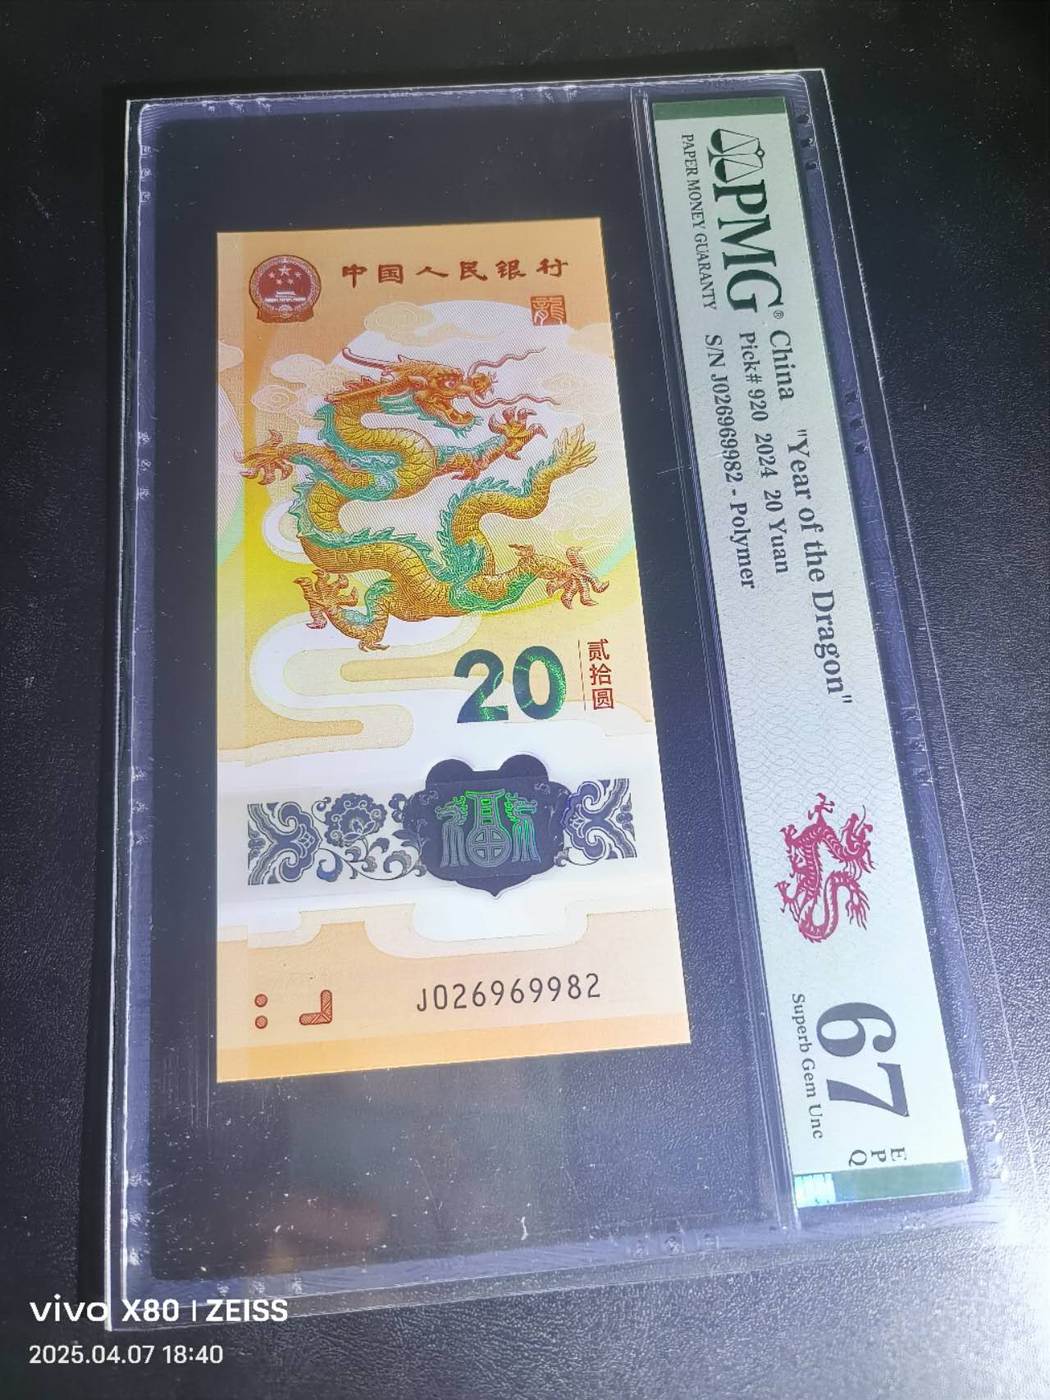 中国人民银行
龍
20
贰拾圆
J026969982
PMG®
PAPER MONEY GUARANTY
China "Year of the Dragon"
Pick# 920 2024 20 Yuan
S/N J026969982 - Polymer
67
EPQ
Superb Gem Unc
vivo X80 | ZEISS
2025.04.07 18:40